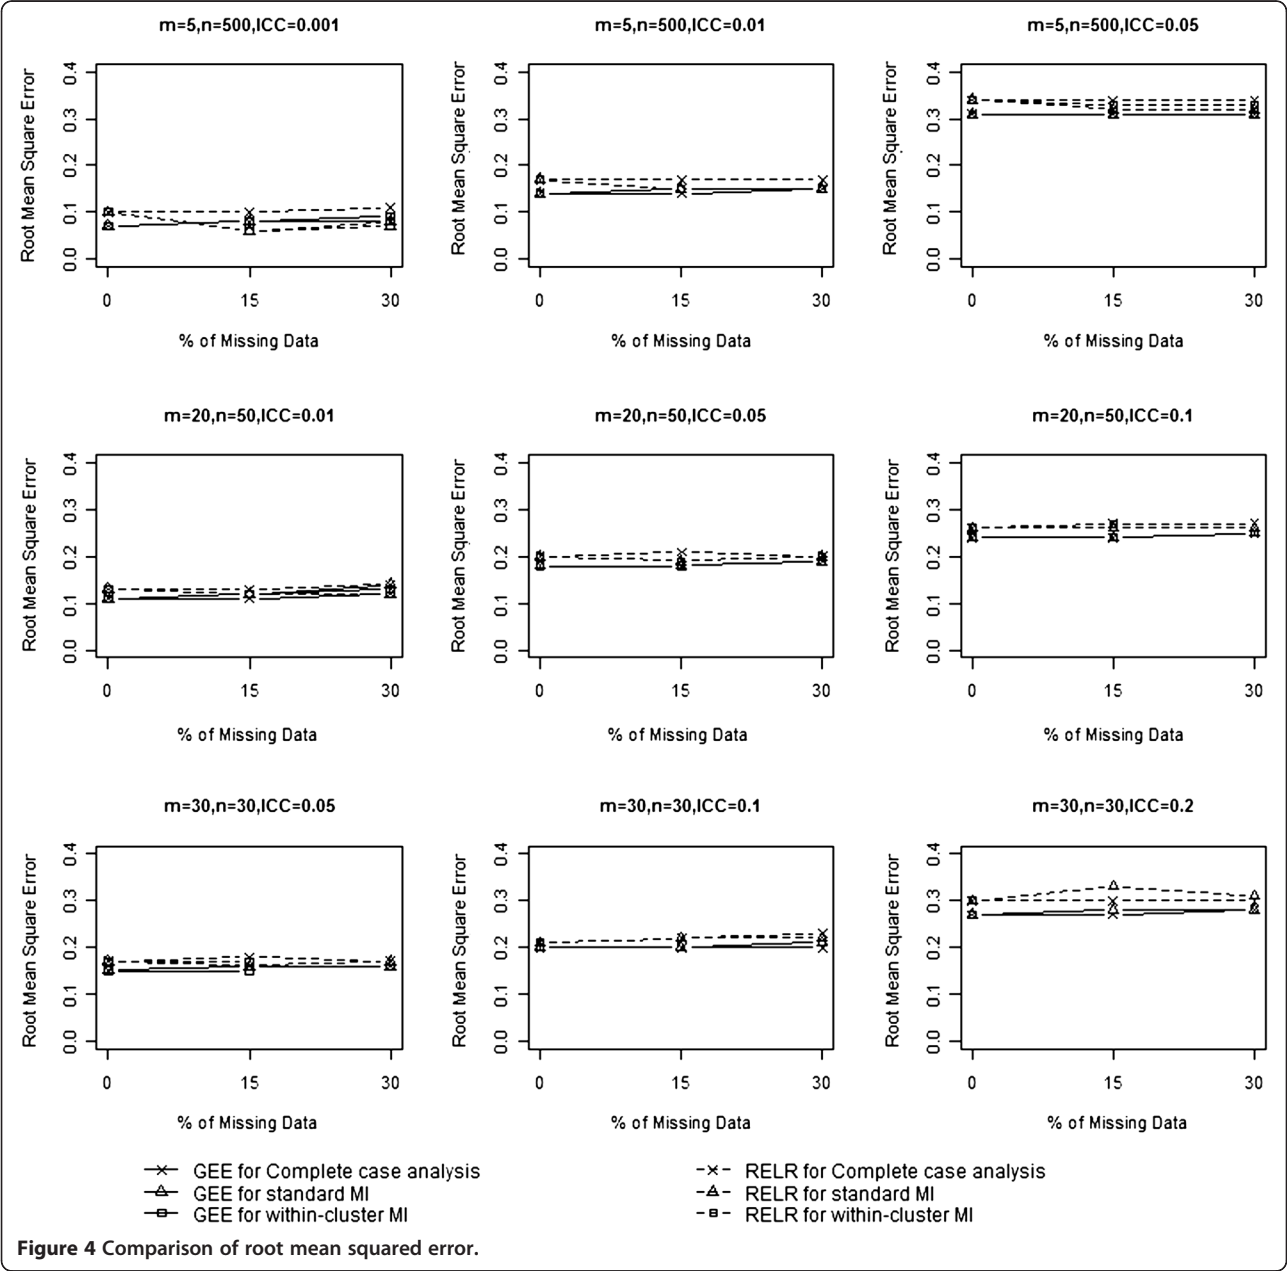 m=5,n=500,ICC=0.001
m=5,n=500,ICC=0.01
m=5,n=500,ICC=0.05
Root Mean Square Error
0.0 0.1 0.2 0.3 0.4
0 15 30
% of Missing Data
Root Mean Square Error
0.0 0.1 0.2 0.3 0.4
0 15 30
% of Missing Data
Root Mean Square Error
0.0 0.1 0.2 0.3 0.4
0 15 30
% of Missing Data
m=20,n=50,ICC=0.01
m=20,n=50,ICC=0.05
m=20,n=50,ICC=0.1
Root Mean Square Error
0.0 0.1 0.2 0.3 0.4
0 15 30
% of Missing Data
Root Mean Square Error
0.0 0.1 0.2 0.3 0.4
0 15 30
% of Missing Data
Root Mean Square Error
0.0 0.1 0.2 0.3 0.4
0 15 30
% of Missing Data
m=30,n=30,ICC=0.05
m=30,n=30,ICC=0.1
m=30,n=30,ICC=0.2
Root Mean Square Error
0.0 0.1 0.2 0.3 0.4
0 15 30
% of Missing Data
Root Mean Square Error
0.0 0.1 0.2 0.3 0.4
0 15 30
% of Missing Data
Root Mean Square Error
0.0 0.1 0.2 0.3 0.4
0 15 30
% of Missing Data
GEE for Complete case analysis
GEE for standard MI
GEE for within-cluster MI
RELR for Complete case analysis
RELR for standard MI
RELR for within-cluster MI
Figure 4 Comparison of root mean squared error.